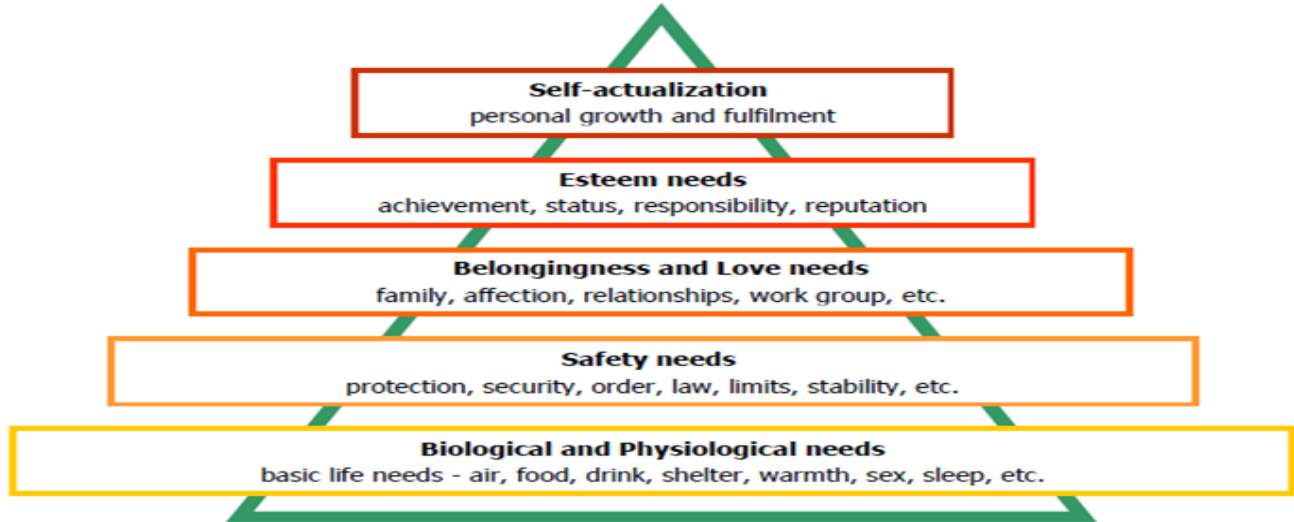 Self-actualization
personal growth and fulfilment
Esteem needs
achievement, status, responsibility, reputation
Belongingness and Love needs
family, affection, relationships, work group, etc.
Safety needs
protection, security, order, law, limits, stability, etc.
Biological and Physiological needs
basic life needs - air, food, drink, shelter, warmth, sex, sleep, etc.